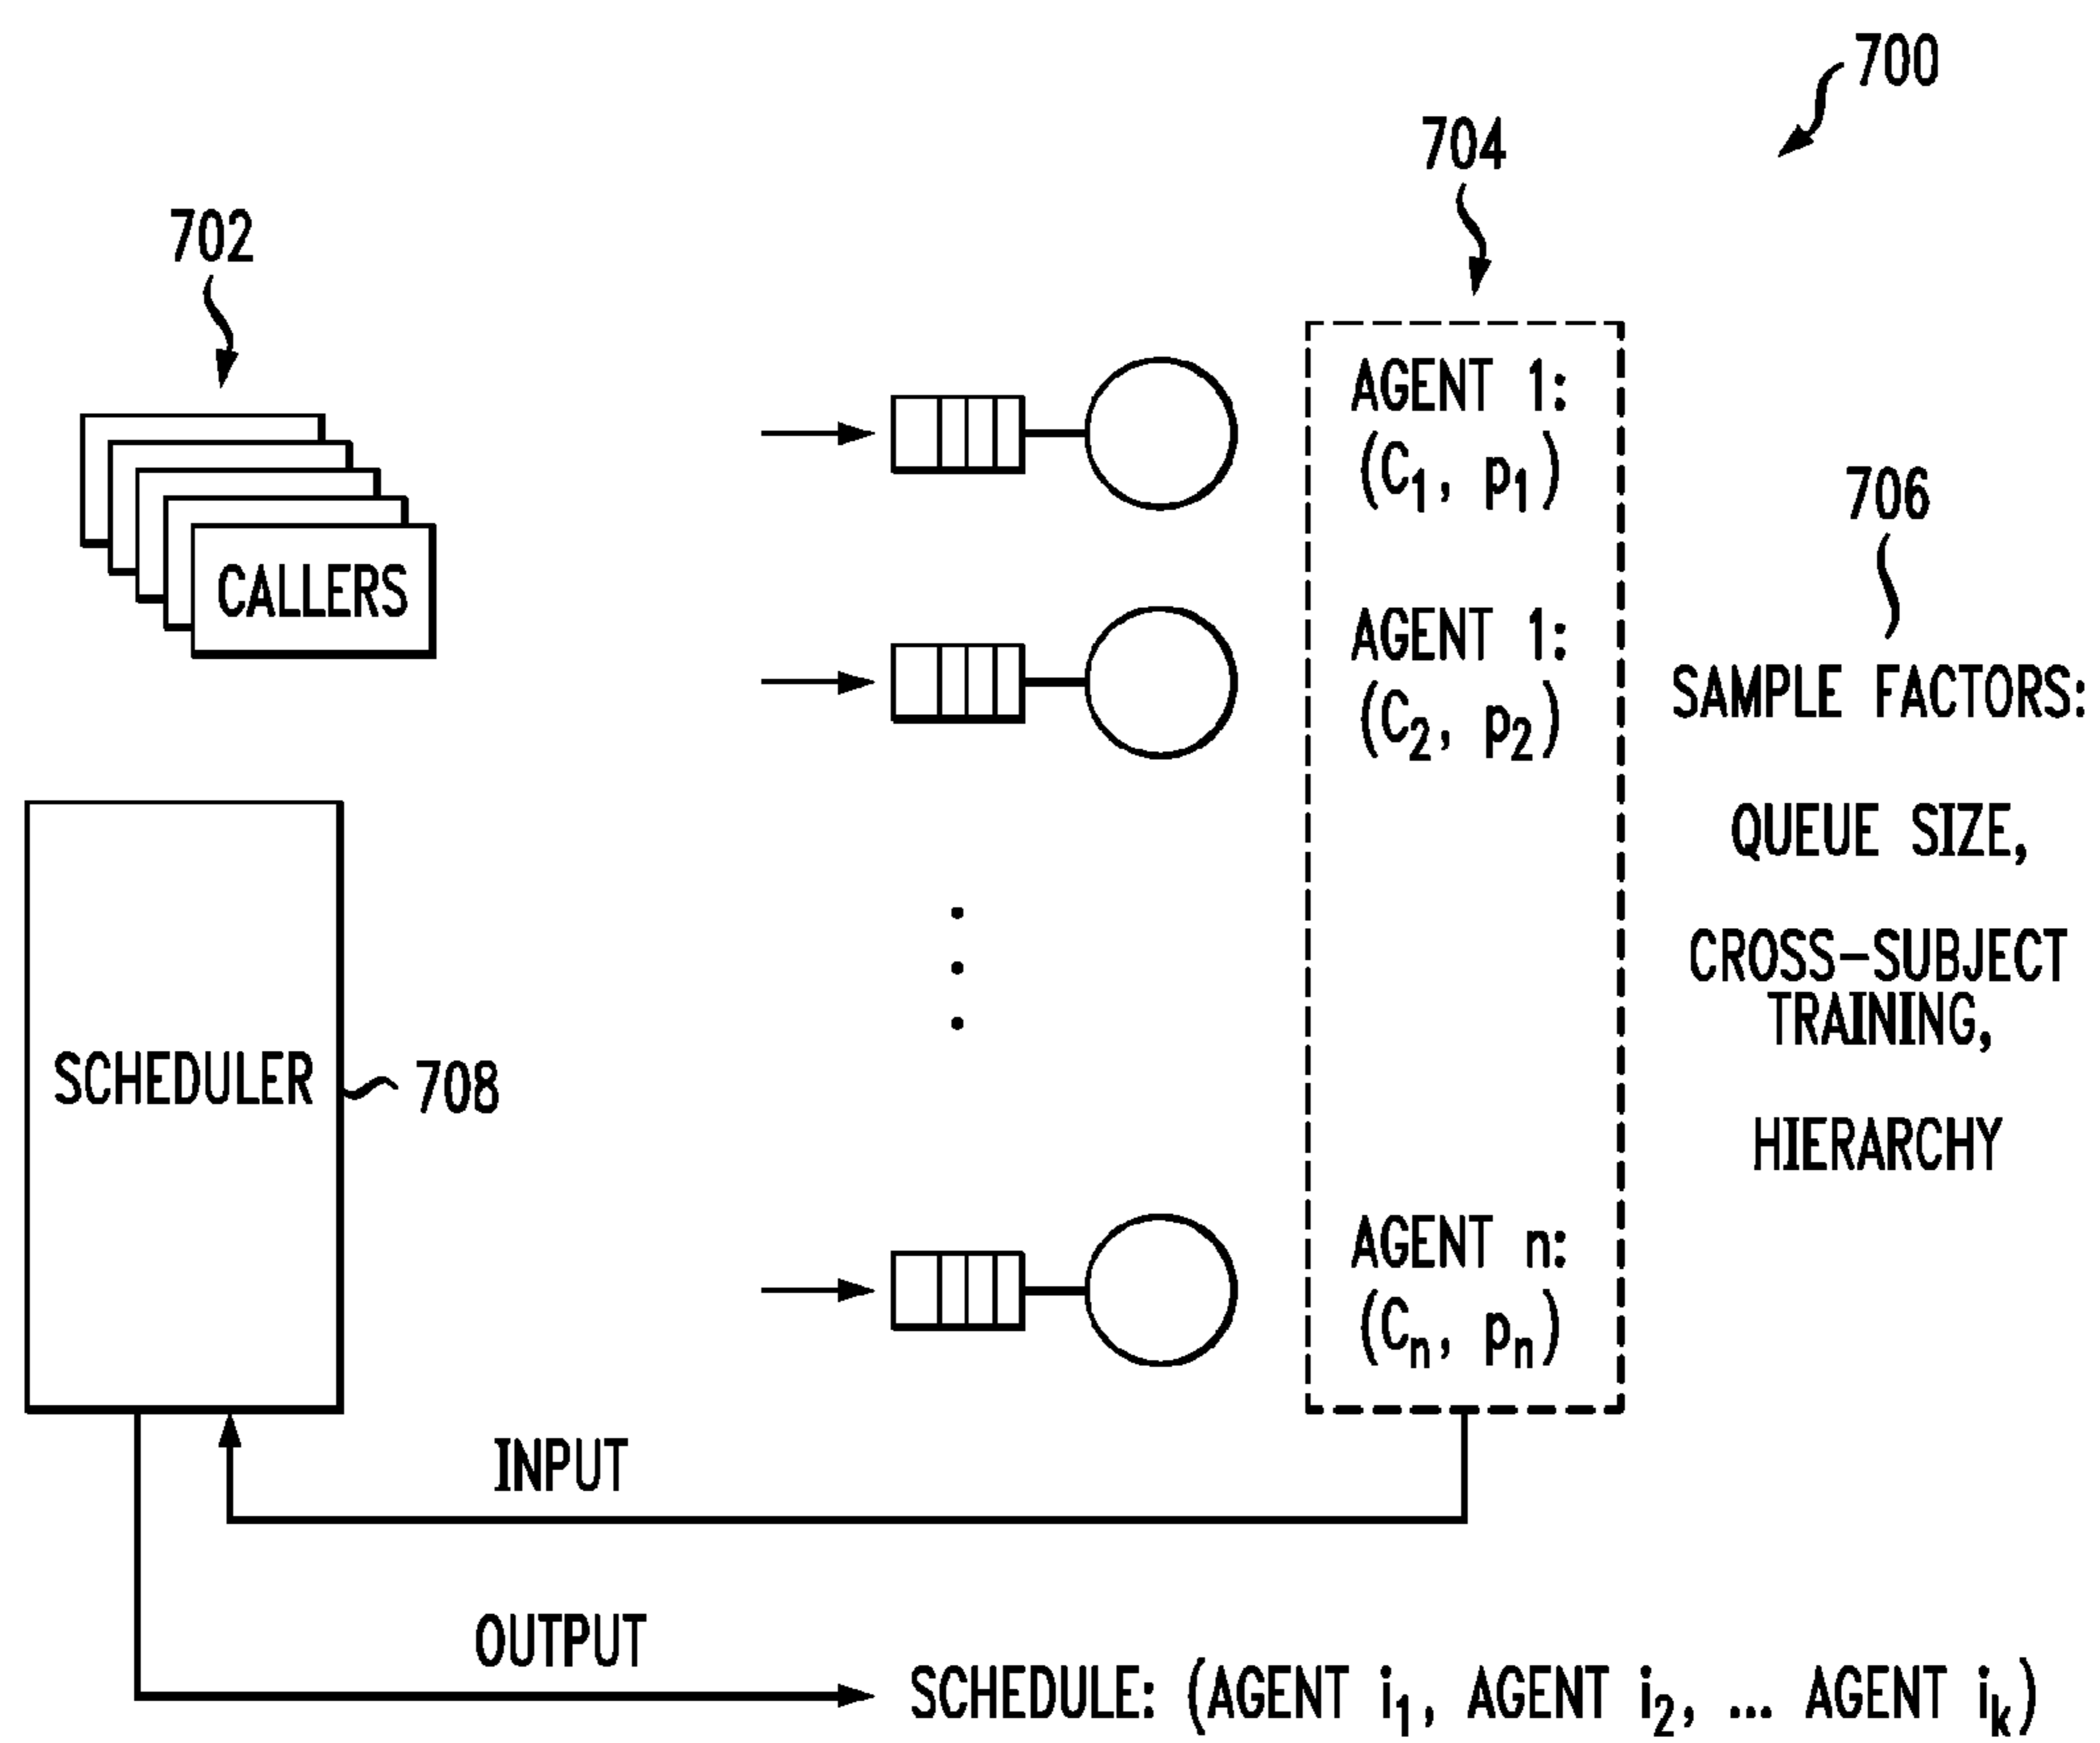 700
704
702
AGENT 1:
(C1, p1)
706
CALLERS
AGENT 1:
(C2, p2)
SAMPLE FACTORS:
QUEUE SIZE,
CROSS-SUBJECT
TRAINING,
HIERARCHY
SCHEDULER
708
AGENT n:
(Cn, pn)
INPUT
OUTPUT
SCHEDULE: (AGENT i1, AGENT i2, ... AGENT ik)